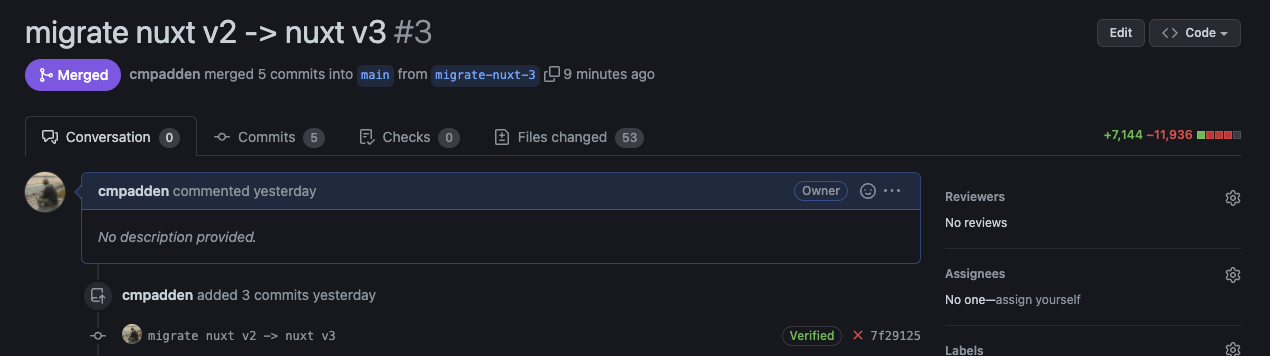 migrate nuxt v2 -> nuxt v3 #3
Edit
<> Code
Merged
cmpadden merged 5 commits into main from migrate-nuxt-3 9 minutes ago
Conversation 0
Commits 5
Checks 0
Files changed 53
+7,144 −11,936
cmpadden commented yesterday
Owner
...
No description provided.
Reviewers
No reviews
Assignees
No one—assign yourself
Labels
cmpadden added 3 commits yesterday
migrate nuxt v2 -> nuxt v3
Verified
7f29125